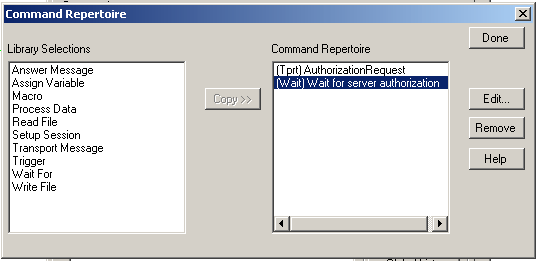 Command Repertoire
Done
Library Selections
Command Repertoire
Answer Message
Assign Variable
Macro
Process Data
Read File
Setup Session
Transport Message
Trigger
Wait For
Write File
Copy >>
(Tprt) AuthorizationRequest
(Wait) Wait for server authorization
Edit...
Remove
Help